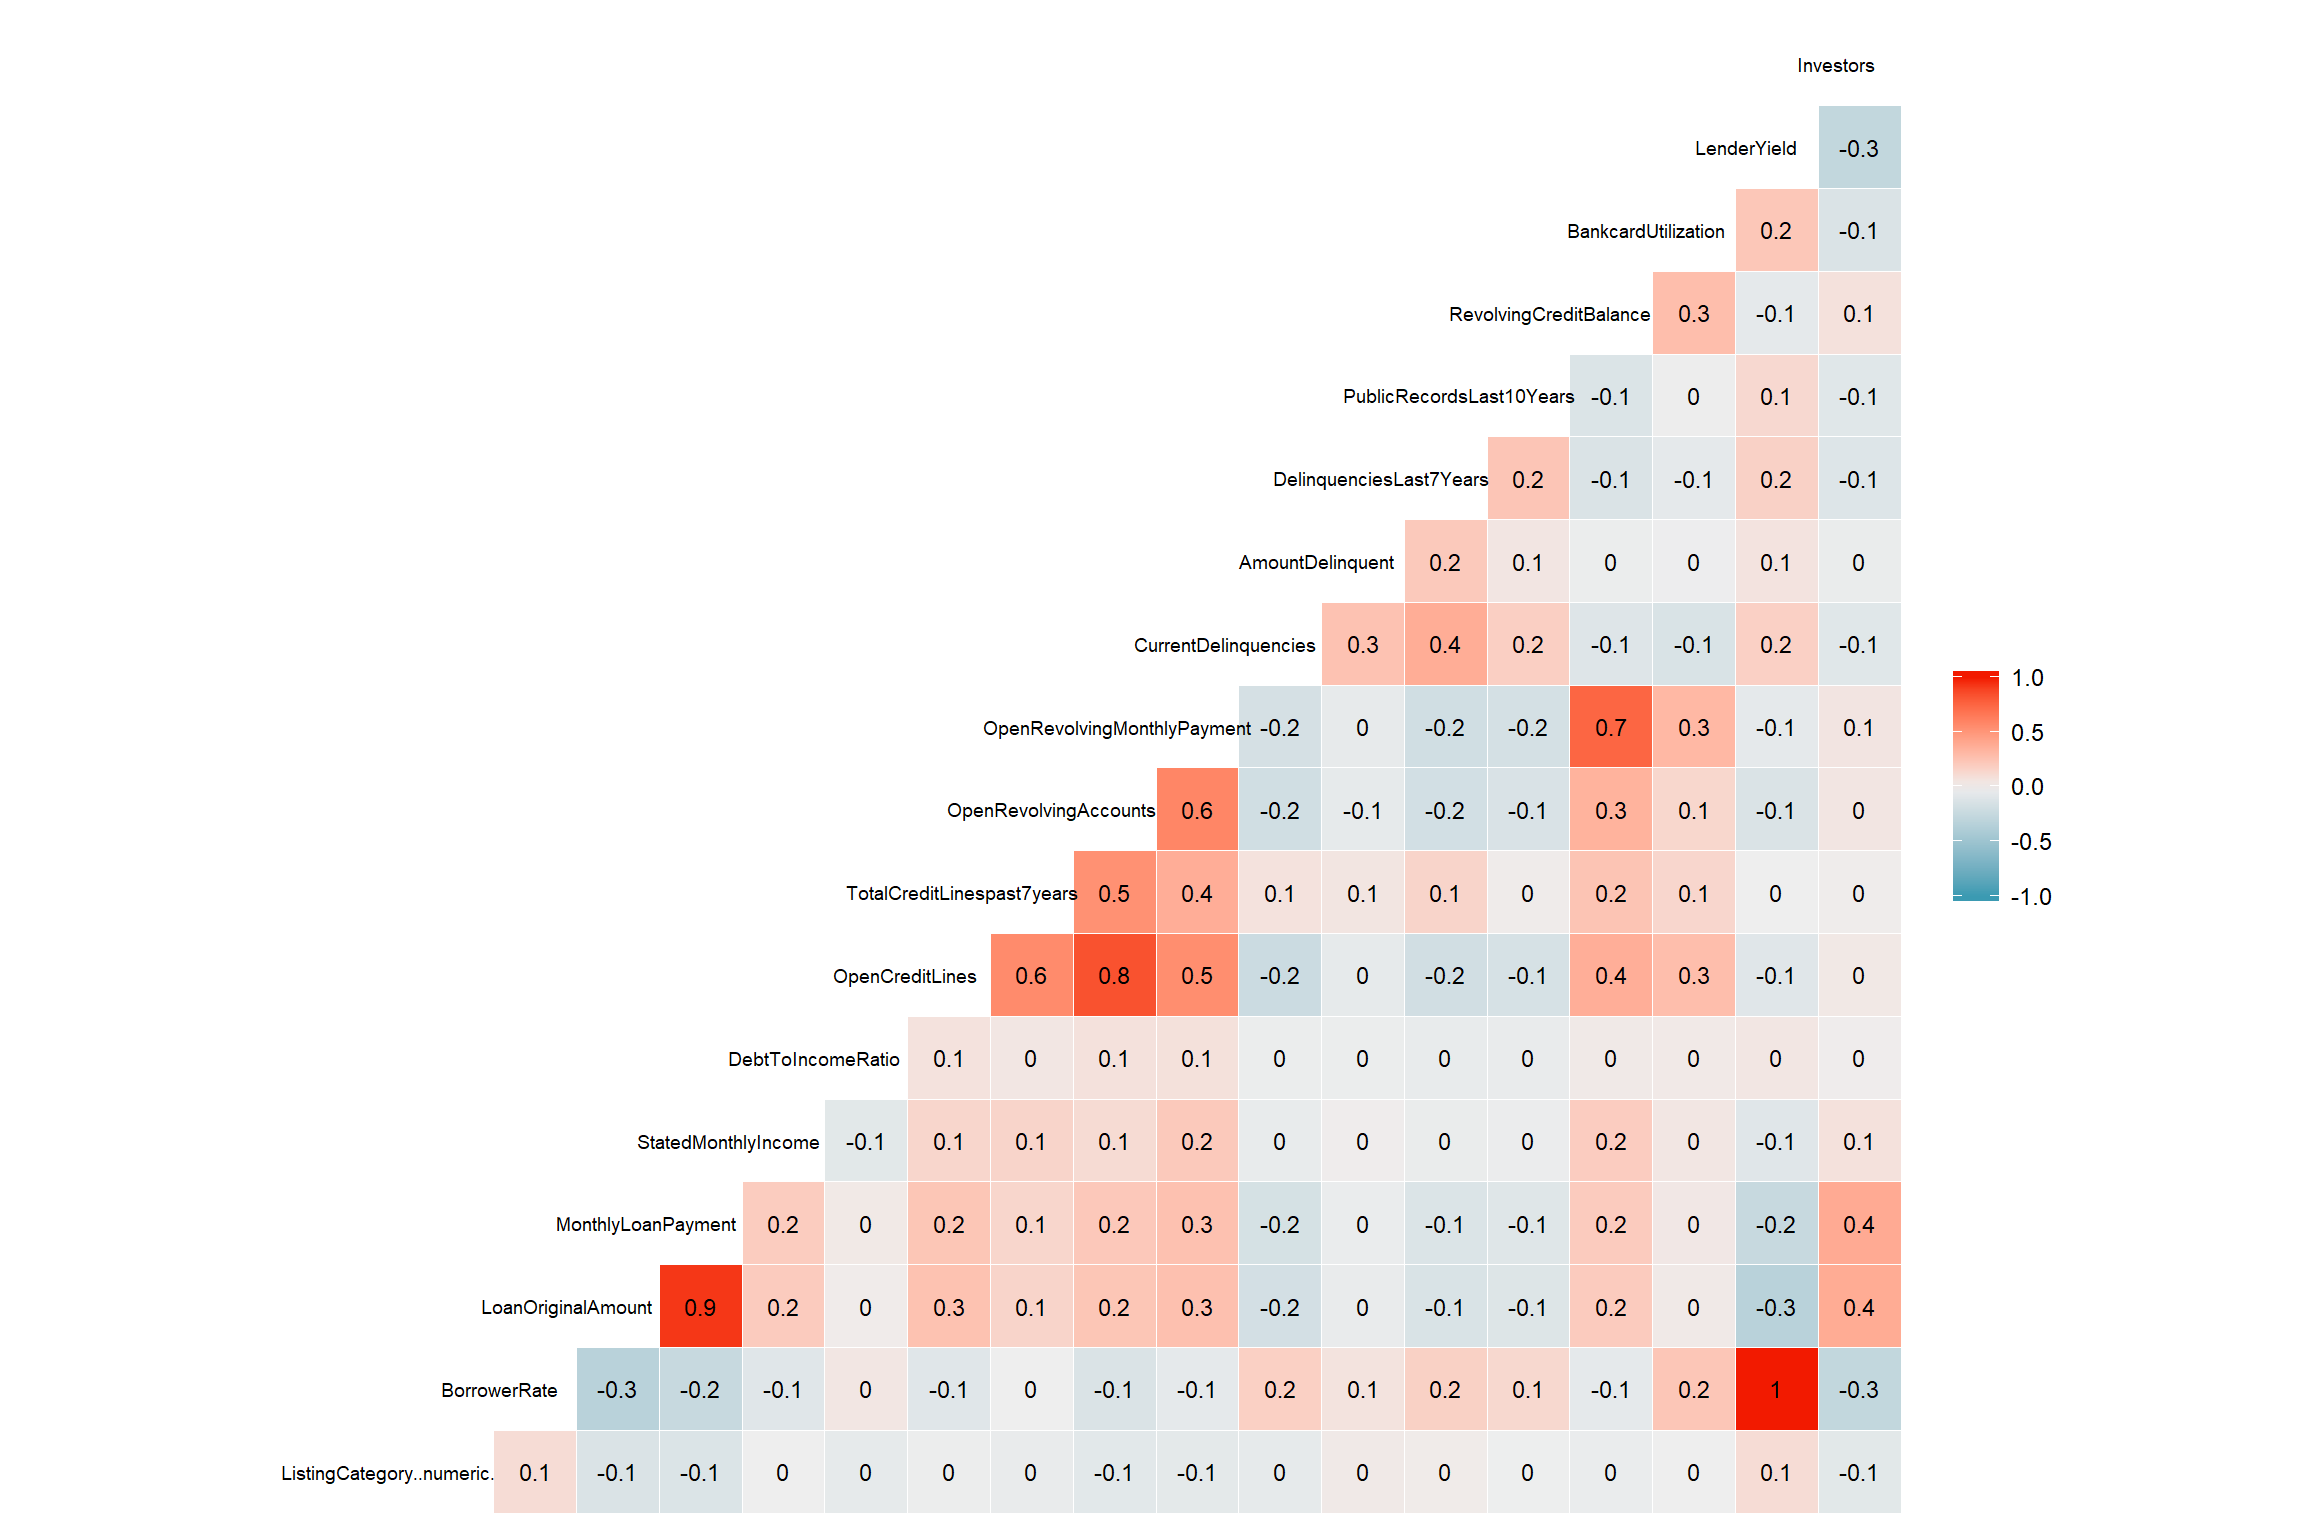 Investors
LenderYield -0.3
BankcardUtilization 0.2 -0.1
RevolvingCreditBalance 0.3 -0.1 0.1
PublicRecordsLast10Years -0.1 0 0.1 -0.1
DelinquenciesLast7Years 0.2 -0.1 -0.1 0.2 -0.1
AmountDelinquent 0.2 0.1 0 0 0.1 0
CurrentDelinquencies 0.3 0.4 0.2 -0.1 -0.1 0.2 -0.1
1.0
OpenRevolvingMonthlyPayment -0.2 0 -0.2 -0.2 0.7 0.3 -0.1 0.1
0.5
0.0
OpenRevolvingAccounts 0.6 -0.2 -0.1 -0.2 -0.1 0.3 0.1 -0.1 0
-0.5
TotalCreditLinespast7years 0.5 0.4 0.1 0.1 0.1 0 0.2 0.1 0 0
-1.0
OpenCreditLines 0.6 0.8 0.5 -0.2 0 -0.2 -0.1 0.4 0.3 -0.1 0
DebtToIncomeRatio 0.1 0 0.1 0.1 0 0 0 0 0 0 0 0
StatedMonthlyIncome -0.1 0.1 0.1 0.1 0.2 0 0 0 0 0.2 0 -0.1 0.1
MonthlyLoanPayment 0.2 0 0.2 0.1 0.2 0.3 -0.2 0 -0.1 -0.1 0.2 0 -0.2 0.4
LoanOriginalAmount 0.9 0.2 0 0.3 0.1 0.2 0.3 -0.2 0 -0.1 -0.1 0.2 0 -0.3 0.4
BorrowerRate -0.3 -0.2 -0.1 0 -0.1 0 -0.1 -0.1 0.2 0.1 0.2 0.1 -0.1 0.2 1 -0.3
ListingCategory..numeric. 0.1 -0.1 -0.1 0 0 0 0 -0.1 -0.1 0 0 0 0 0 0 0.1 -0.1